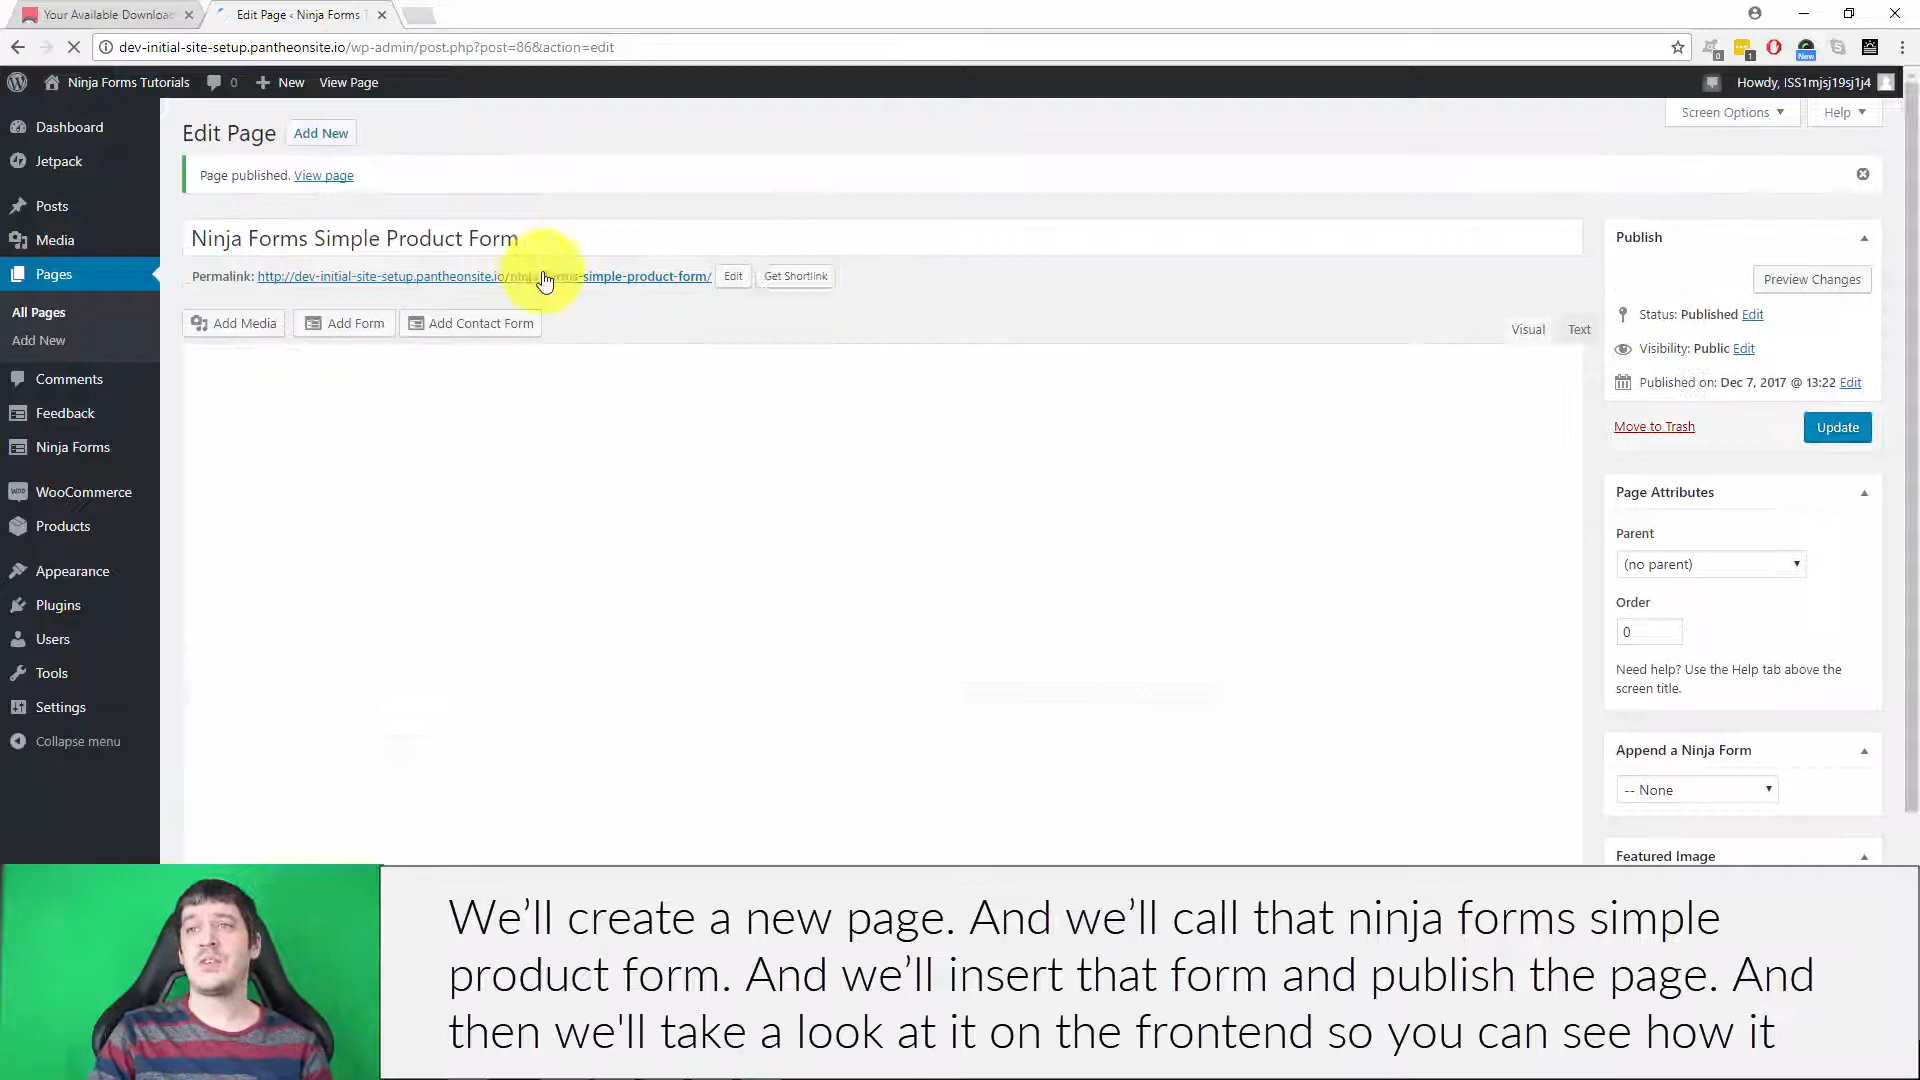 Your Available Download
Edit Page ‹ Ninja Forms T
dev-initial-site-setup.pantheonsite.io/wp-admin/post.php?post=86&action=edit
0
1
New
Ninja Forms Tutorials
0
New
View Page
Howdy, ISS1mjsj19sj1j4
Screen Options
Help
Dashboard
Jetpack
Posts
Media
Pages
All Pages
Add New
Comments
Feedback
Ninja Forms
WooCommerce
Products
Appearance
Plugins
Users
Tools
Settings
Collapse menu
Edit Page
Add New
Page published. View page
Ninja Forms Simple Product Form
Permalink: http://dev-initial-site-setup.pantheonsite.io/ninja-forms-simple-product-form/ Edit Get Shortlink
Add Media
Add Form
Add Contact Form
Visual
Text
Publish
Preview Changes
Status: Published Edit
Visibility: Public Edit
Published on: Dec 7, 2017 @ 13:22 Edit
Move to Trash
Update
Page Attributes
Parent
(no parent)
Order
0
Need help? Use the Help tab above the
screen title.
Append a Ninja Form
-- None
Featured Image
We’ll create a new page. And we’ll call that ninja forms simple
product form. And we’ll insert that form and publish the page. And
then we'll take a look at it on the frontend so you can see how it